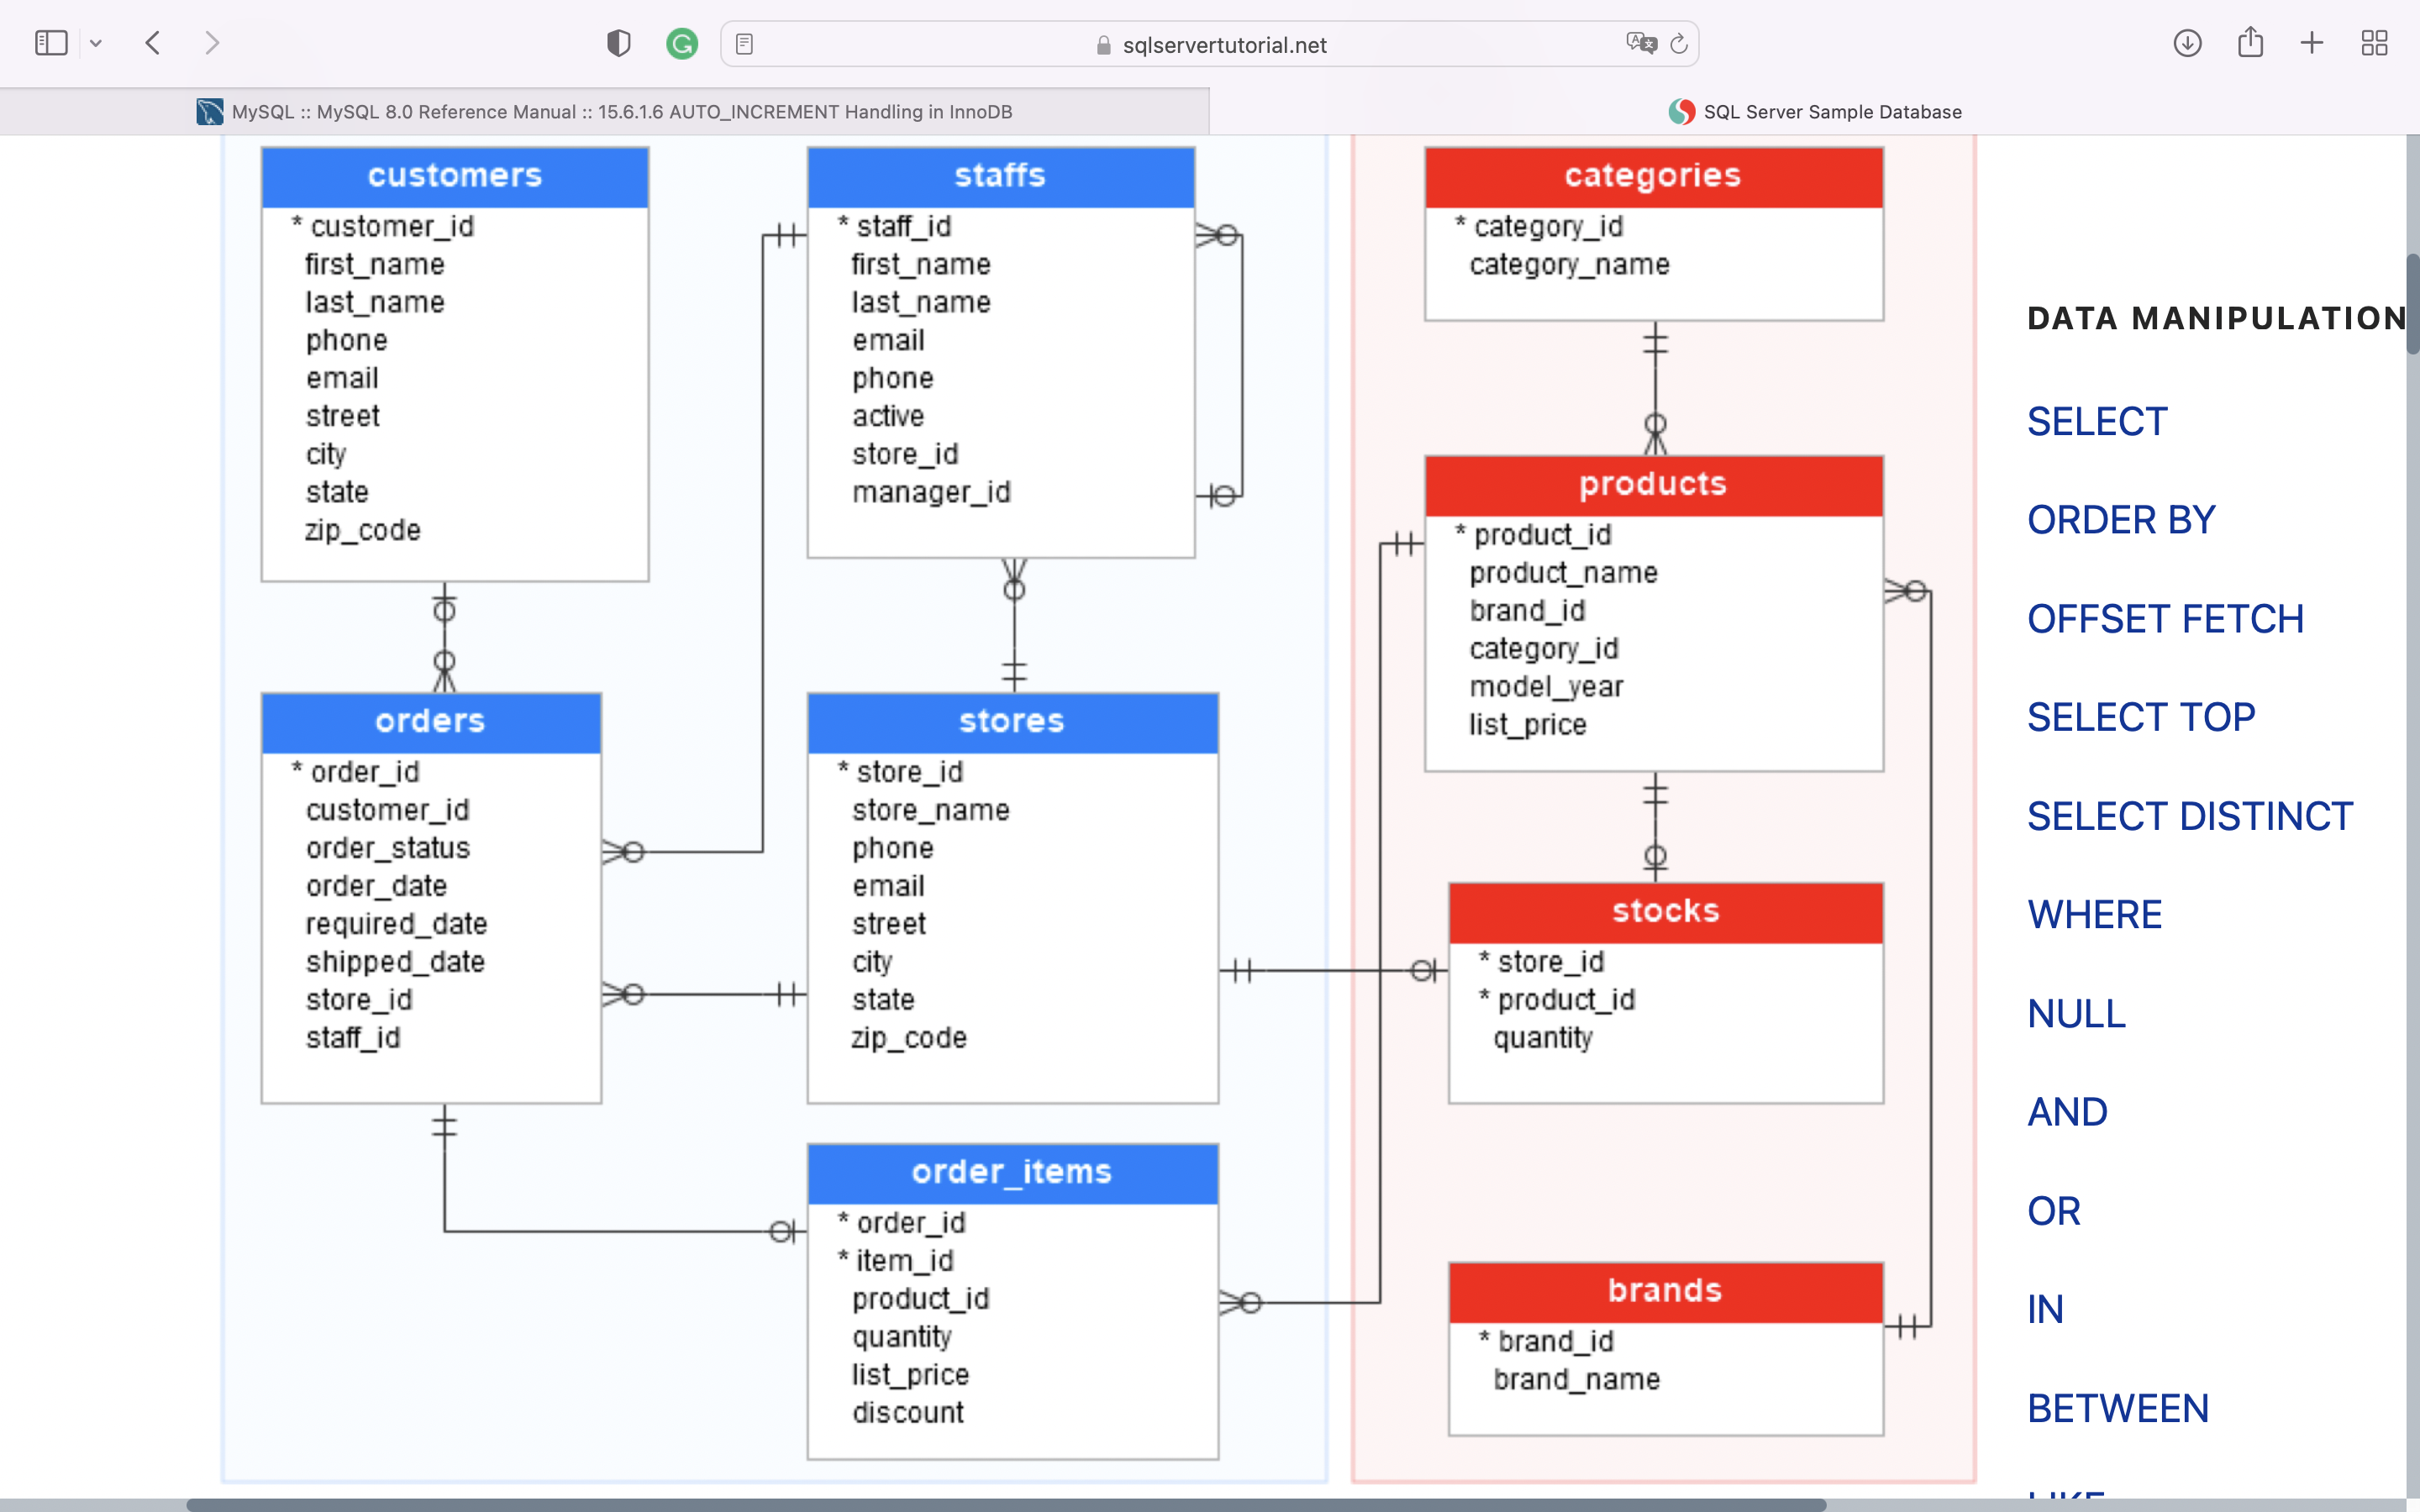 sqlservertutorial.net
MySQL :: MySQL 8.0 Reference Manual :: 15.6.1.6 AUTO_INCREMENT Handling in InnoDB
SQL Server Sample Database
customers
* customer_id
first_name
last_name
phone
email
street
city
state
zip_code
staffs
* staff_id
first_name
last_name
email
phone
active
store_id
manager_id
categories
* category_id
category_name
products
* product_id
product_name
brand_id
category_id
model_year
list_price
orders
* order_id
customer_id
order_status
order_date
required_date
shipped_date
store_id
staff_id
stores
* store_id
store_name
phone
email
street
city
state
zip_code
stocks
* store_id
* product_id
quantity
order_items
* order_id
* item_id
product_id
quantity
list_price
discount
brands
* brand_id
brand_name
DATA MANIPULATION
SELECT
ORDER BY
OFFSET FETCH
SELECT TOP
SELECT DISTINCT
WHERE
NULL
AND
OR
IN
BETWEEN
LIKE